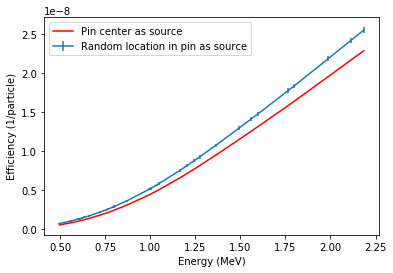 1e−8
Pin center as source
Random location in pin as source
Efficiency (1/particle)
2.5
2.0
1.5
1.0
0.5
0.0
0.50 0.75 1.00 1.25 1.50 1.75 2.00 2.25
Energy (MeV)